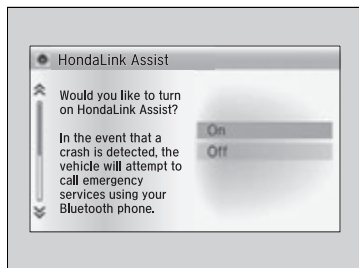 HondaLink Assist
Would you like to turn
on HondaLink Assist?
In the event that a
crash is detected, the
vehicle will attempt to
call emergency
services using your
Bluetooth phone.
On
Off